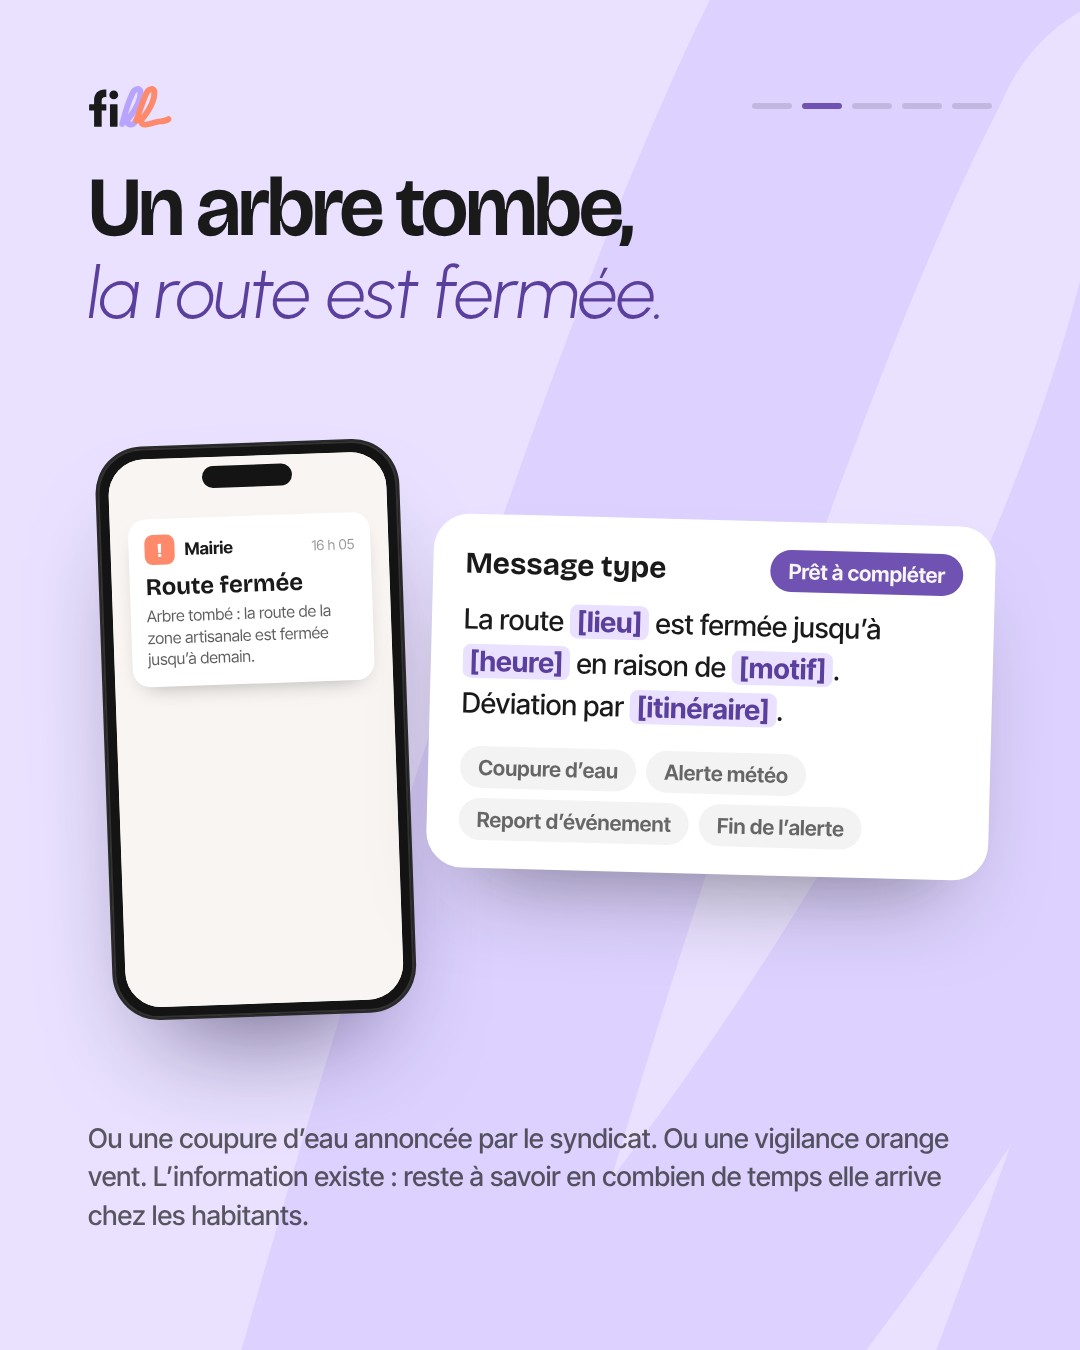 fill
Un arbre tombe,
la route est fermée.
! Mairie 16 h 05
Route fermée
Arbre tombé : la route de la
zone artisanale est fermée
jusqu’à demain.
Message type Prêt à compléter
La route [lieu] est fermée jusqu’à
[heure] en raison de [motif].
Déviation par [itinéraire].
Coupure d’eau Alerte météo
Report d’événement Fin de l’alerte
Ou une coupure d’eau annoncée par le syndicat. Ou une vigilance orange
vent. L’information existe : reste à savoir en combien de temps elle arrive
chez les habitants.